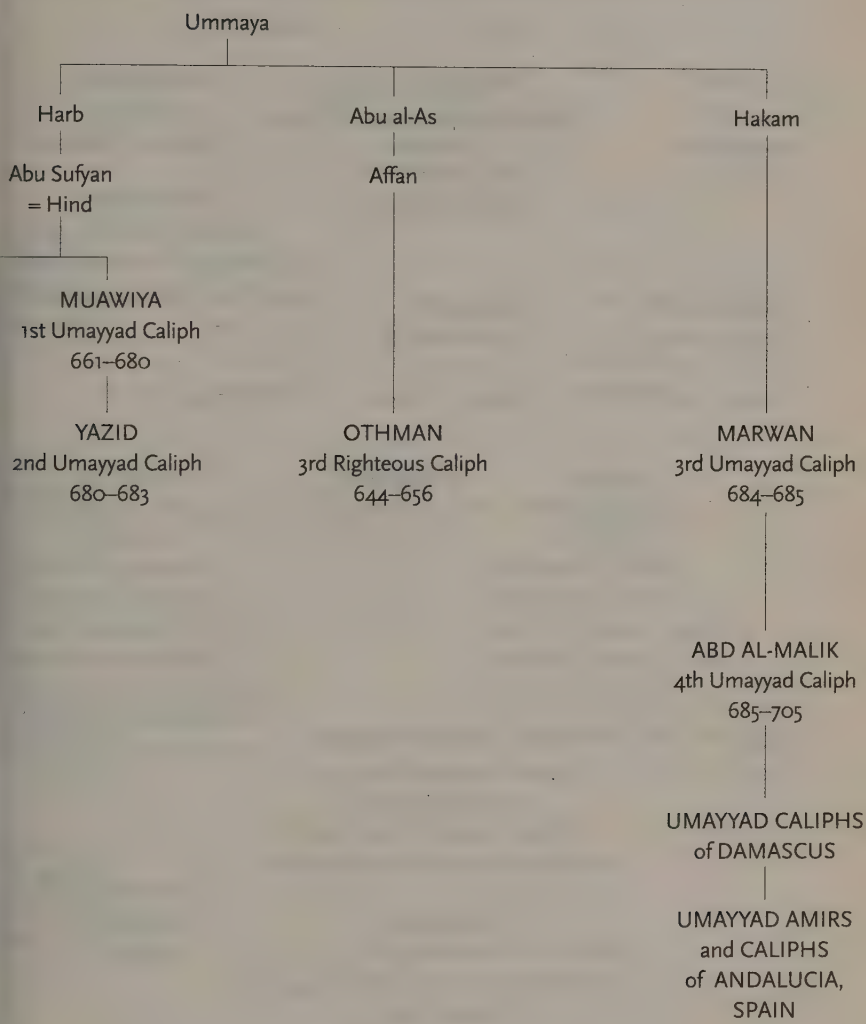 Ummaya
Harb
Abu al-As
Hakam
Abu Sufyan
= Hind
Affan
MUAWIYA
1st Umayyad Caliph
661–680
YAZID
2nd Umayyad Caliph
680–683
OTHMAN
3rd Righteous Caliph
644–656
MARWAN
3rd Umayyad Caliph
684–685
ABD AL-MALIK
4th Umayyad Caliph
685–705
UMAYYAD CALIPHS
of DAMASCUS
UMAYYAD AMIRS
and CALIPHS
of ANDALUCIA,
SPAIN